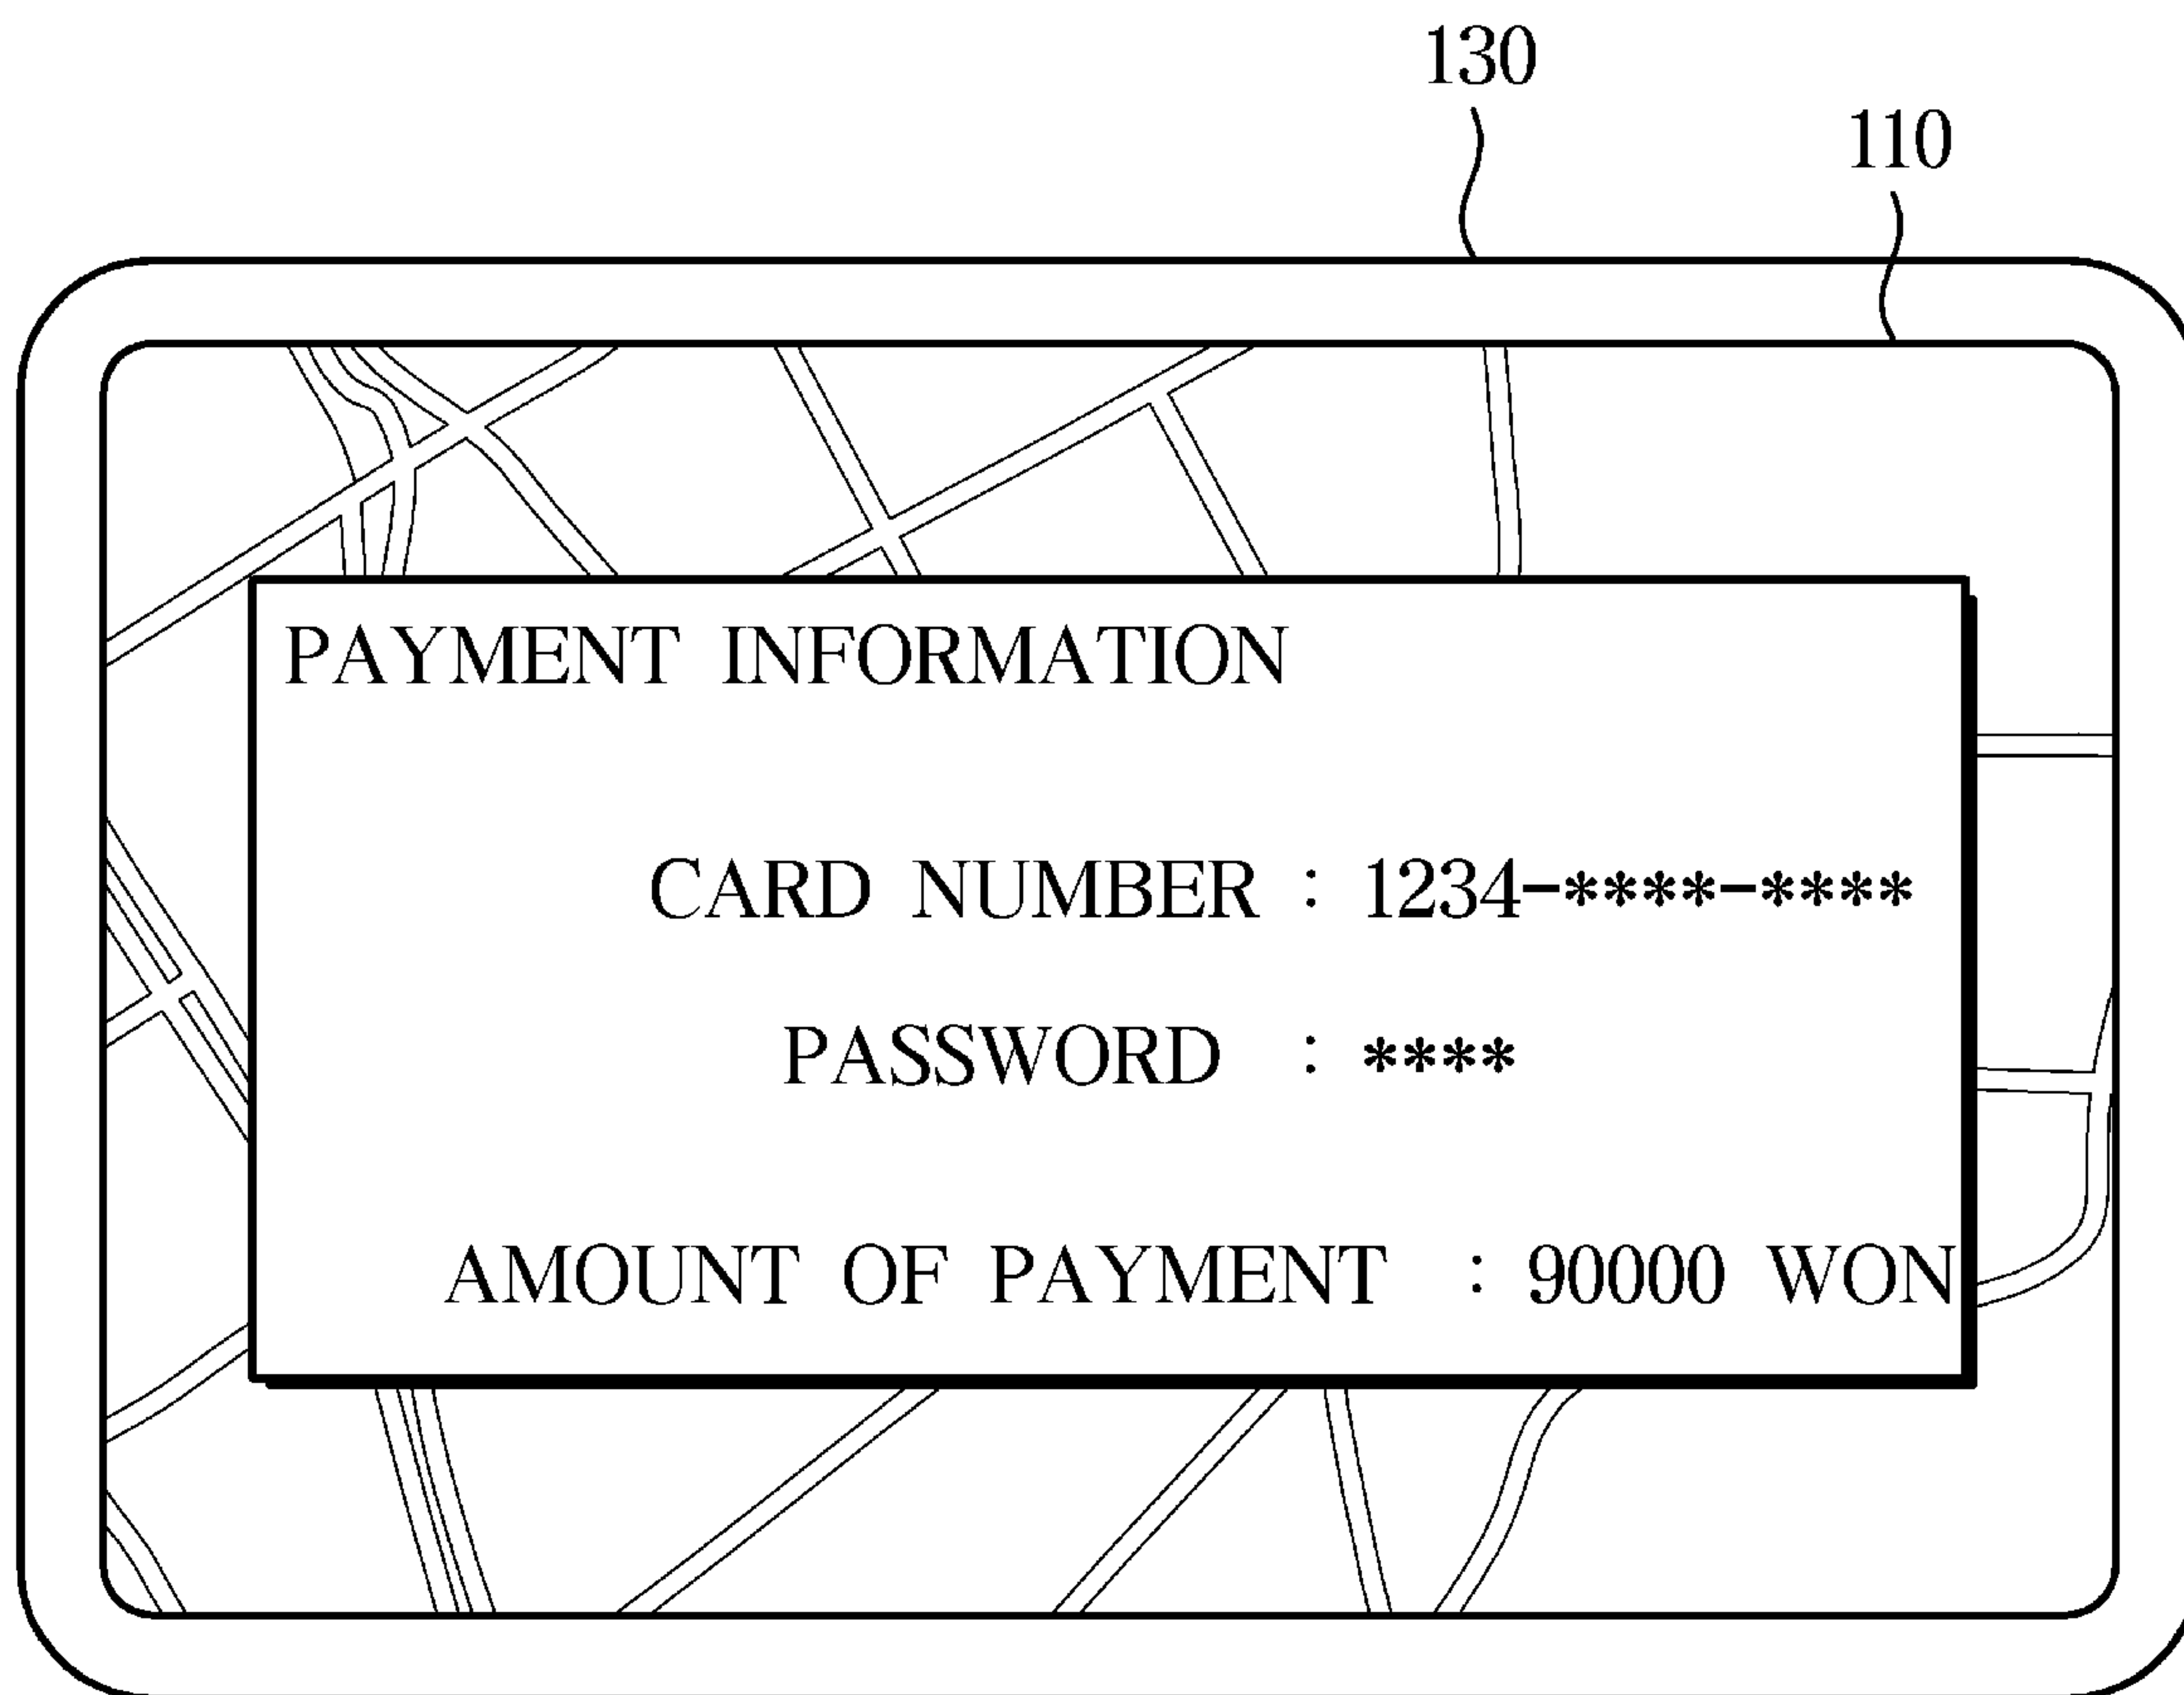 130
110
PAYMENT INFORMATION
CARD NUMBER : 1234-****-****
PASSWORD : ****
AMOUNT OF PAYMENT : 90000 WON